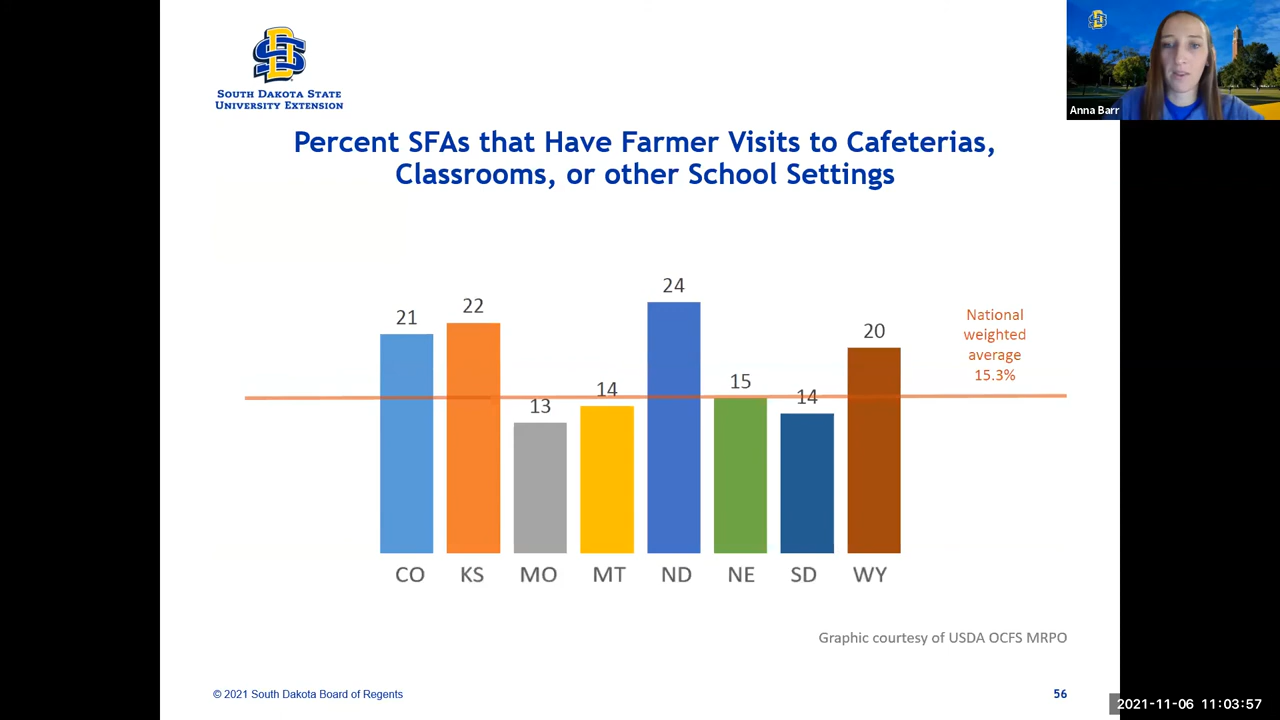 SOUTH DAKOTA STATE
UNIVERSITY EXTENSION
Anna Barr
Percent SFAs that Have Farmer Visits to Cafeterias,
Classrooms, or other School Settings
21
22
13
14
24
15
14
20
National
weighted
average
15.3%
CO KS MO MT ND NE SD WY
Graphic courtesy of USDA OCFS MRPO
© 2021 South Dakota Board of Regents
56
2021-11-06 11:03:57